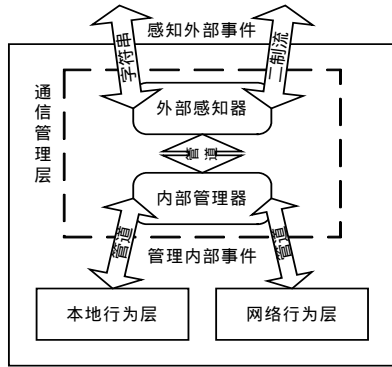 感知外部事件
字符串
二制流
通信管理层
外部感知器
管道
内部管理器
管道
管道
管理内部事件
本地行为层
网络行为层